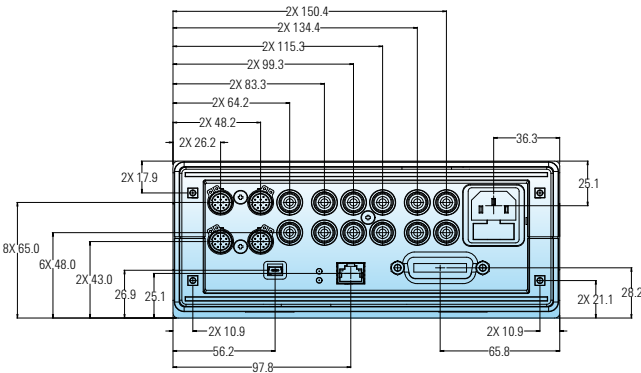 2X 150.4
2X 134.4
2X 115.3
2X 99.3
2X 83.3
2X 64.2
2X 48.2
2X 26.2
36.3
2X 17.9
25.1
8X 65.0
6X 48.0
2X 43.0
26.9
25.1
28.2
2X 21.1
2X 10.9
2X 10.9
56.2
65.8
97.8